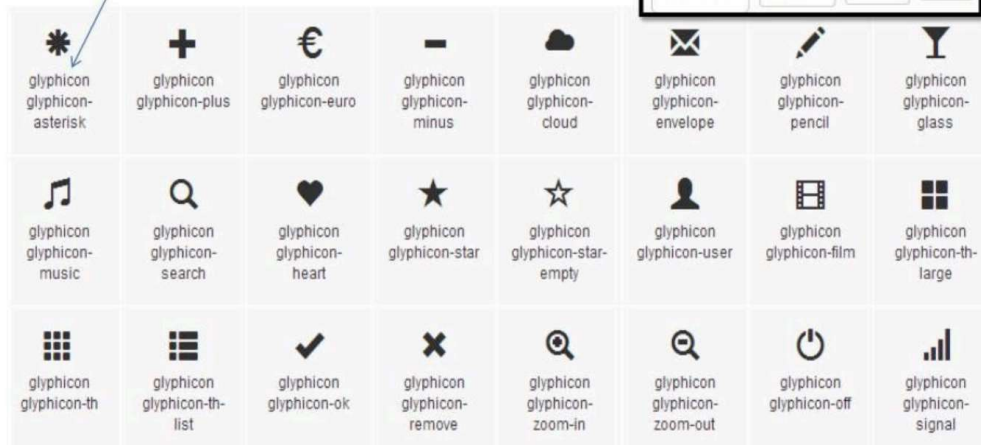 glyphicon
glyphicon-
asterisk
glyphicon
glyphicon-plus
glyphicon
glyphicon-euro
glyphicon
glyphicon-
minus
glyphicon
glyphicon-
cloud
glyphicon
glyphicon-
envelope
glyphicon
glyphicon-
pencil
glyphicon
glyphicon-
glass
glyphicon
glyphicon-
music
glyphicon
glyphicon-
search
glyphicon
glyphicon-
heart
glyphicon
glyphicon-star
glyphicon
glyphicon-star-
empty
glyphicon
glyphicon-user
glyphicon
glyphicon-film
glyphicon
glyphicon-th-
large
glyphicon
glyphicon-th
glyphicon
glyphicon-th-
list
glyphicon
glyphicon-ok
glyphicon
glyphicon-
remove
glyphicon
glyphicon-
zoom-in
glyphicon
glyphicon-
zoom-out
glyphicon
glyphicon-off
glyphicon
glyphicon-
signal